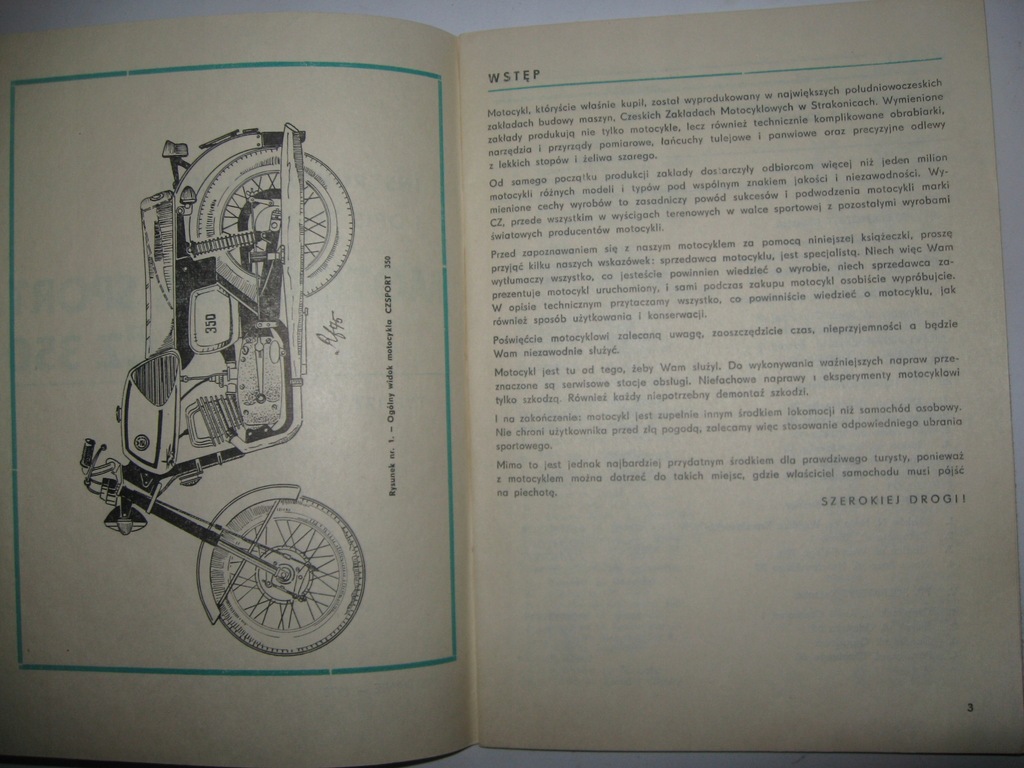 350
Rysunek nr. 1. — Ogólny widok motocykla CZSPORT 350
WSTĘP
Motocykl, któryście właśnie kupił, został wyprodukowany w największych południowoczeskich
zakładach budowy maszyn, Czeskich Zakładach Motocyklowych w Strakonicach. Wymienione
zakłady produkują nie tylko motocykle, lecz również technicznie komplikowane obrabiarki,
narzędzia i przyrządy pomiarowe, łańcuchy tulejowe i panwiowe oraz precyzyjne odlewy
z lekkich stopów i żeliwa szarego.
Od samego początku produkcji zakłady dostarczyły odbiorcom więcej niż jeden milion
motocykli różnych modeli i typów pod wspólnym znakiem jakości i niezawodności. Wy-
mienione cechy wyrobów to zasadniczy powód sukcesów i podwodzenia motocykli marki
CZ, przede wszystkim w wyścigach terenowych w walce sportowej z pozostałymi wyrobami
światowych producentów motocykli.
Przed zapoznawaniem się z naszym motocyklem za pomocą niniejszej książeczki, proszę
przyjąć kilku naszych wskazówek: sprzedawca motocyklu, jest specjalistą. Niech więc Wam
wytłumaczy wszystko, co jesteście powinnien wiedzieć o wyrobie, niech sprzedawca za-
prezentuje motocykl uruchomiony, i sami podczas zakupu motocykl osobiście wypróbujcie.
W opisie technicznym przytaczamy wszystko, co powinniście wiedzieć o motocyklu, jak
również sposób użytkowania i konserwacji.
Poświęćcie motocyklowi zaleconą uwagę, zaoszczędzicie czas, nieprzyjemności a będzie
Wam niezawodnie służyć.
Motocykl jest tu od tego, żeby Wam służył. Do wykonywania ważniejszych napraw prze-
znaczone są serwisowe stacje obsługi. Niefachowe naprawy i eksperymenty motocyklowi
tylko szkodzą. Również każdy niepotrzebny demontaż szkodzi.
I na zakończenie: motocykl jest zupełnie innym środkiem lokomocji niż samochód osobowy.
Nie chroni użytkownika przed złą pogodą, zalecamy więc stosowanie odpowiedniego ubrania
sportowego.
Mimo to jest jednak najbardziej przydatnym środkiem dla prawdziwego turysty, ponieważ
z motocyklem można dotrzeć do takich miejsc, gdzie właściciel samochodu musi pójść
na piechotę.
SZEROKIEJ DROGI!
3